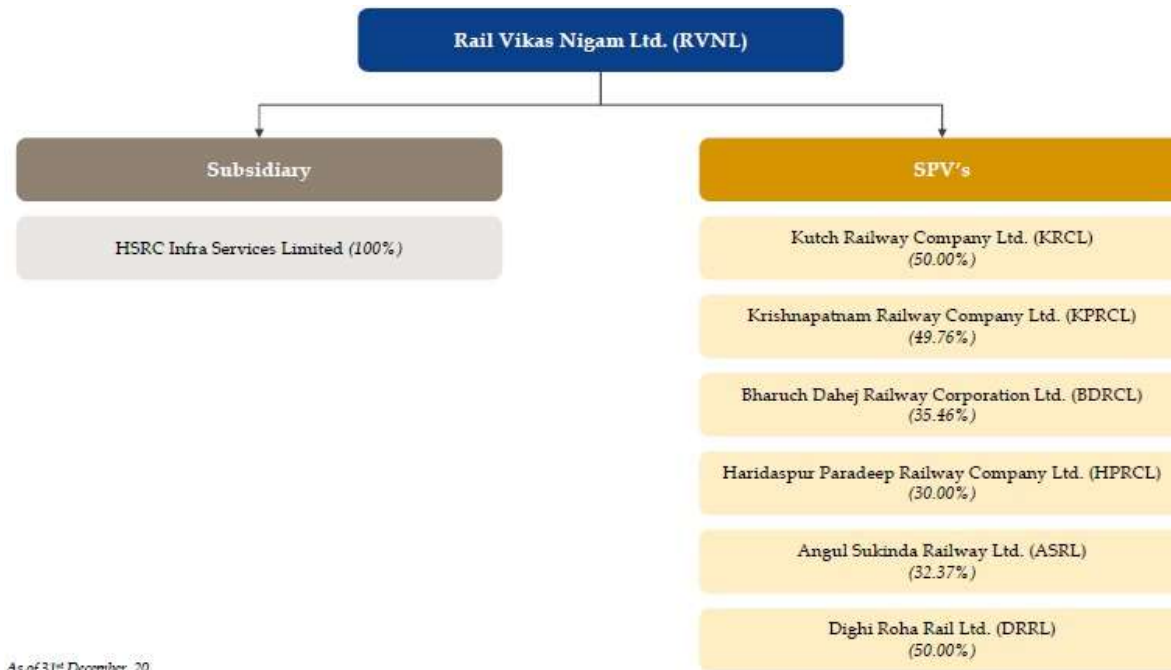 Rail Vikas Nigam Ltd. (RVNL)
Subsidiary
HSRC Infra Services Limited (100%)
SPV's
Kutch Railway Company Ltd. (KRCL)
(50.00%)
Krishnapatnam Railway Company Ltd. (KPRCL)
(49.76%)
Bharuch Dahej Railway Corporation Ltd. (BDRCL)
(35.46%)
Haridaspur Paradeep Railway Company Ltd. (HPRCL)
(30.00%)
Angul Sukinda Railway Ltd. (ASRL)
(32.37%)
Dighi Roha Rail Ltd. (DRRL)
(50.00%)
As of 31st December, 20